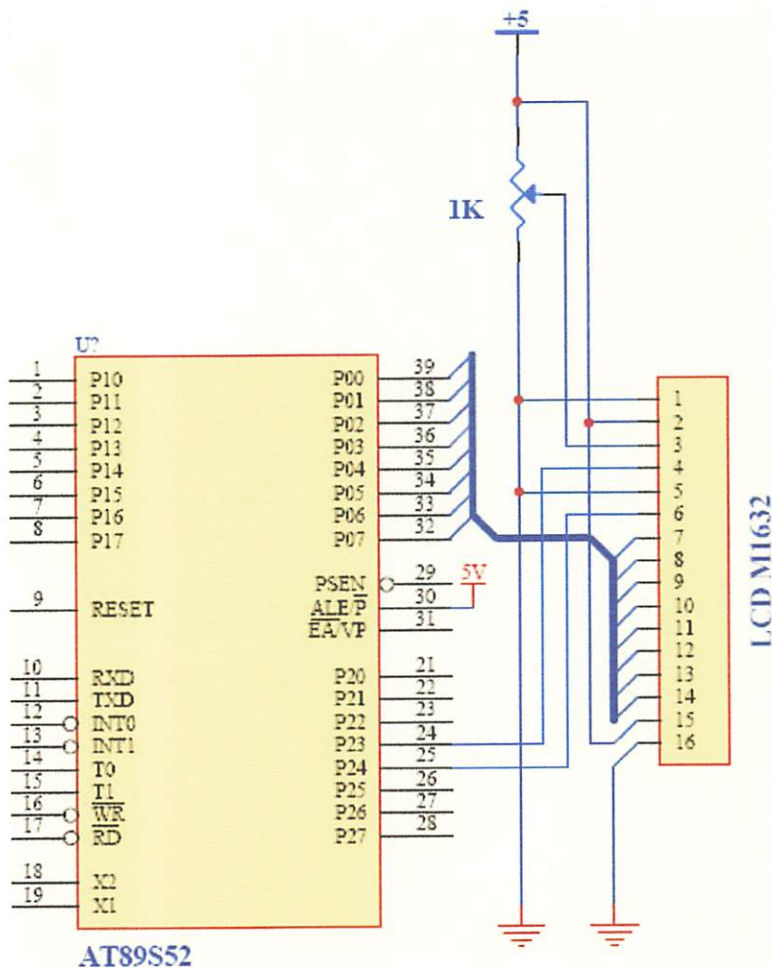 +5
1K
U?
1 P10 P00 39
2 P11 P01 38
3 P12 P02 37
4 P13 P03 36
5 P14 P04 35
6 P15 P05 34
7 P16 P06 33
8 P17 P07 32
PSEN 29
5V
9 RESET ALE/P 30
EA/VP 31
10 RXD P20 21
11 TXD P21 22
12 INT0 P22 23
13 INT1 P23 24
14 T0 P24 25
15 T1 P25 26
16 WR P26 27
17 RD P27 28
18 X2
19 X1
AT89S52
1
2
3
4
5
6
7
8
9
10
11
12
13
14
15
16
LCD M1632